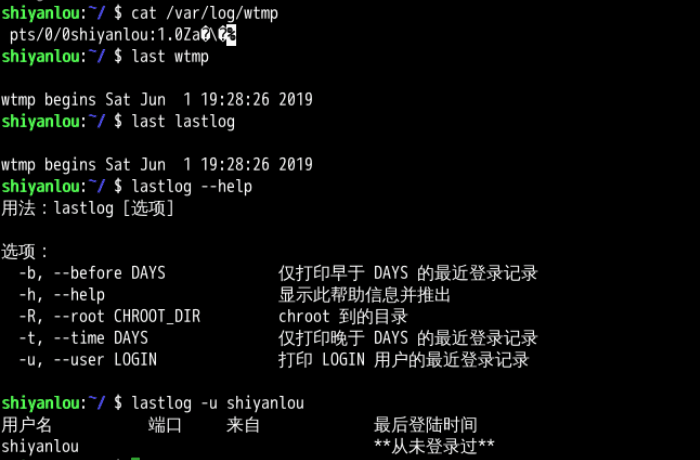 shiyanlou:~/ $ cat /var/log/wtmp
pts/0/0shiyanlou:1.0Za�\�%
shiyanlou:~/ $ last wtmp
wtmp begins Sat Jun  1 19:28:26 2019
shiyanlou:~/ $ last lastlog
wtmp begins Sat Jun  1 19:28:26 2019
shiyanlou:~/ $ lastlog --help
用法：lastlog [选项]
选项：
-b, --before DAYS 仅打印早于 DAYS 的最近登录记录
-h, --help 显示此帮助信息并推出
-R, --root CHROOT_DIR chroot 到的目录
-t, --time DAYS 仅打印晚于 DAYS 的最近登录记录
-u, --user LOGIN 打印 LOGIN 用户的最近登录记录
shiyanlou:~/ $ lastlog -u shiyanlou
用户名 端口 来自 最后登陆时间
shiyanlou **从未登录过**